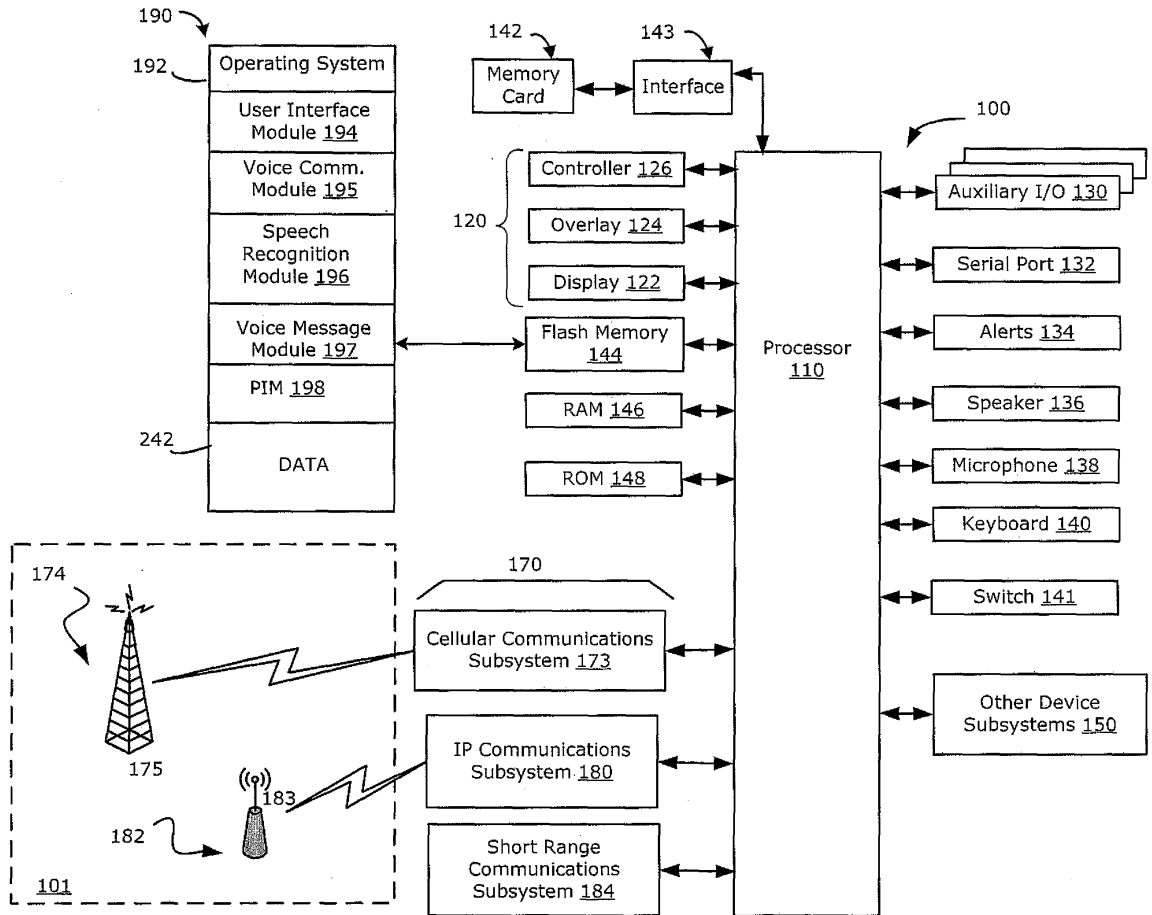 190
192
Operating System
User Interface
Module 194
Voice Comm.
Module 195
Speech
Recognition
Module 196
Voice Message
Module 197
PIM 198
242
DATA
142
Memory
Card
143
Interface
120
Controller 126
Overlay 124
Display 122
Flash Memory
144
RAM 146
ROM 148
Processor
110
100
Auxiliary I/O 130
Serial Port 132
Alerts 134
Speaker 136
Microphone 138
Keyboard 140
Switch 141
Other Device
Subsystems 150
170
Cellular Communications
Subsystem 173
IP Communications
Subsystem 180
Short Range
Communications
Subsystem 184
174
175
183
182
101